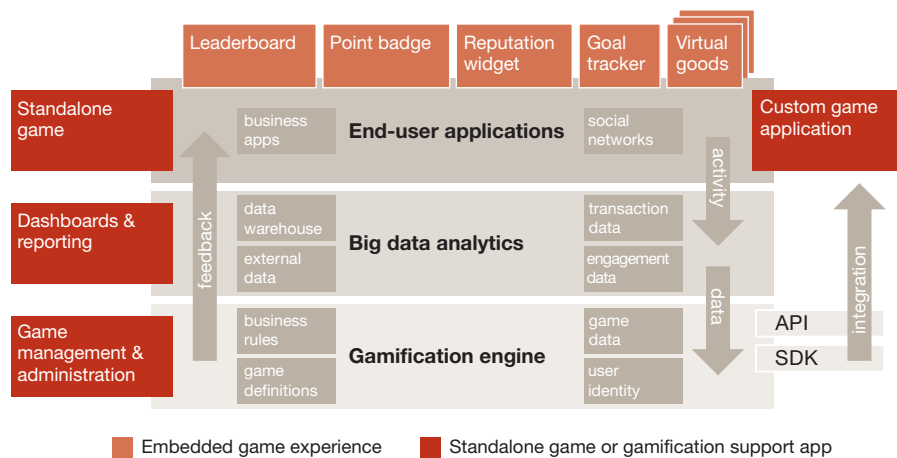 Leaderboard
Point badge
Reputation
widget
Goal
tracker
Virtual
goods
Standalone
game
business
apps
End-user applications
social
networks
Custom game
application
activity
feedback
Dashboards &
reporting
data
warehouse
external
data
Big data analytics
transaction
data
engagement
data
data
integration
Game
management &
administration
business
rules
game
definitions
Gamification engine
game
data
user
identity
API
SDK
Embedded game experience
Standalone game or gamification support app